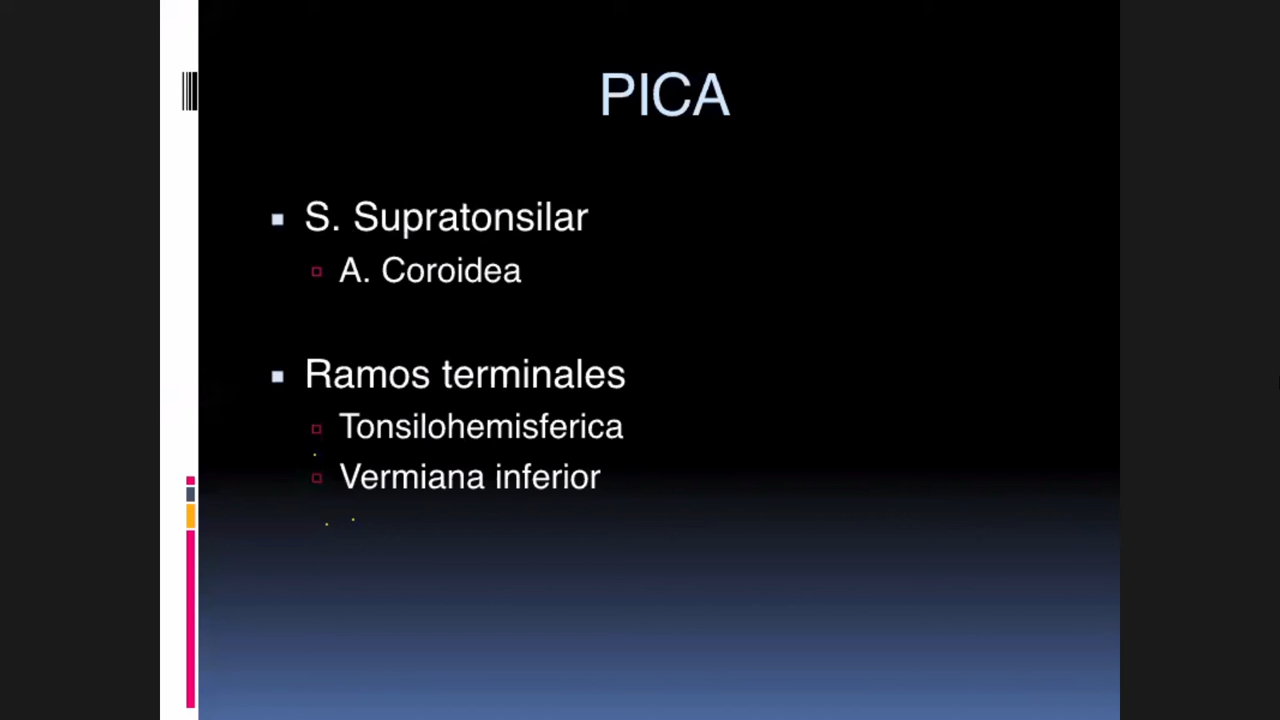 PICA
S. Supratonsilar
A. Coroidea
Ramos terminales
Tonsilohemisferica
Vermiana inferior